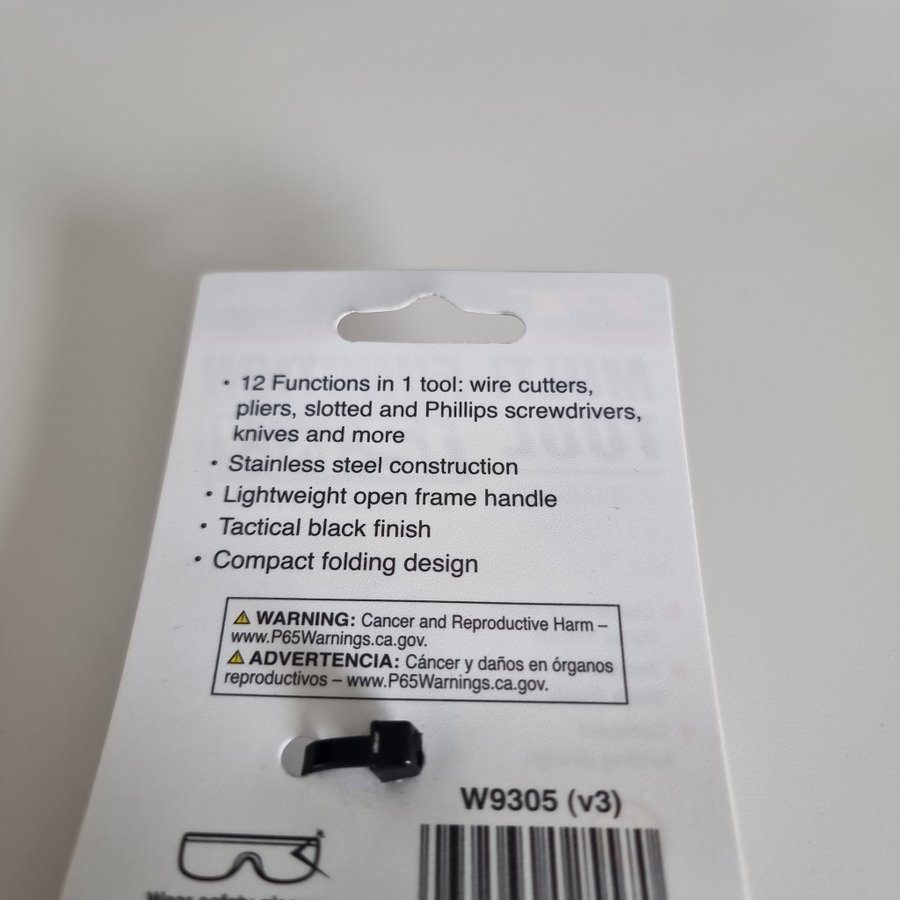 • 12 Functions in 1 tool: wire cutters,
pliers, slotted and Phillips screwdrivers,
knives and more
• Stainless steel construction
• Lightweight open frame handle
• Tactical black finish
• Compact folding design
⚠ WARNING: Cancer and Reproductive Harm –
www.P65Warnings.ca.gov.
⚠ ADVERTENCIA: Cáncer y daños en órganos
reproductivos – www.P65Warnings.ca.gov.
W9305 (v3)